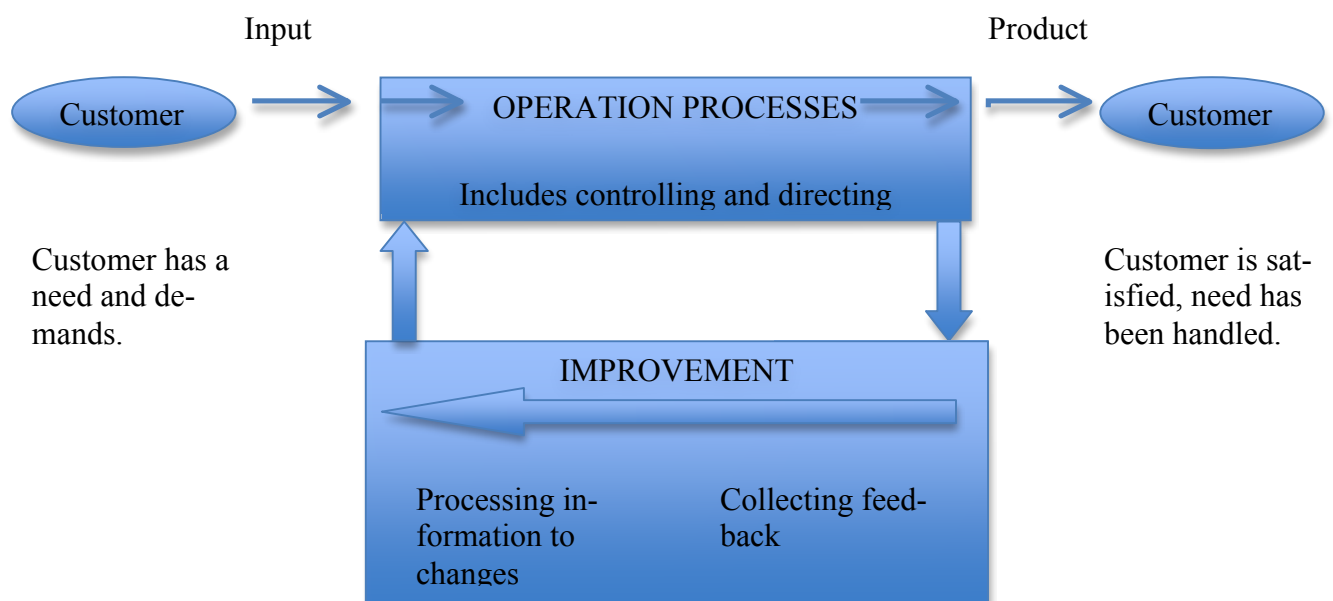 Input
Product
Customer
OPERATION PROCESSES
Customer
Includes controlling and directing
Customer has a
need and de-
mands.
Customer is sat-
isfied, need has
been handled.
IMPROVEMENT
Processing in-
formation to
changes
Collecting feed-
back